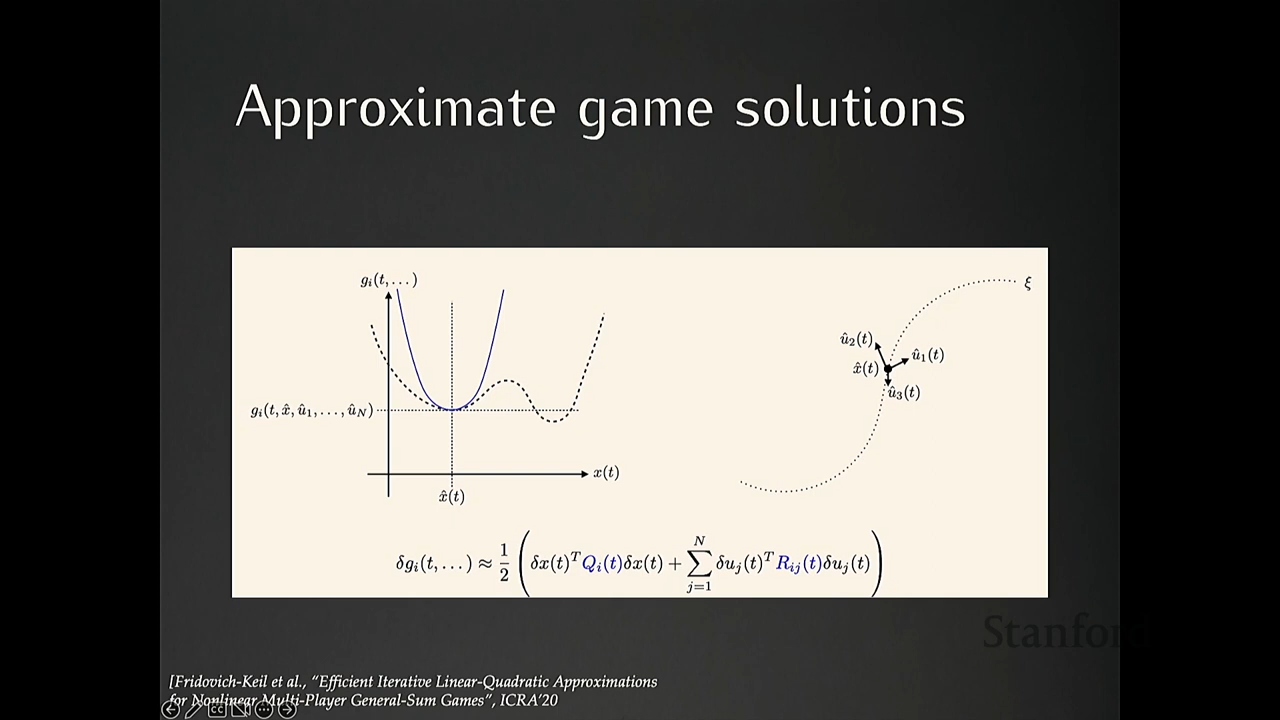 Approximate game solutions
g_i(t, . . . )
ξ
û_2(t)
û_1(t)
x̂(t)
û_3(t)
g_i(t, x̂, û_1, . . . , û_N)
x(t)
x̂(t)
δg_i(t, . . . ) ≈ 1/2 ( δx(t)^T Q_i(t)δx(t) + ∑_{j=1}^{N} δu_j(t)^T R_{ij}(t)δu_j(t) )
Stanford
[Fridovich-Keil et al., “Efficient Iterative Linear-Quadratic Approximations
for Nonlinear Multi-Player General-Sum Games”, ICRA’20